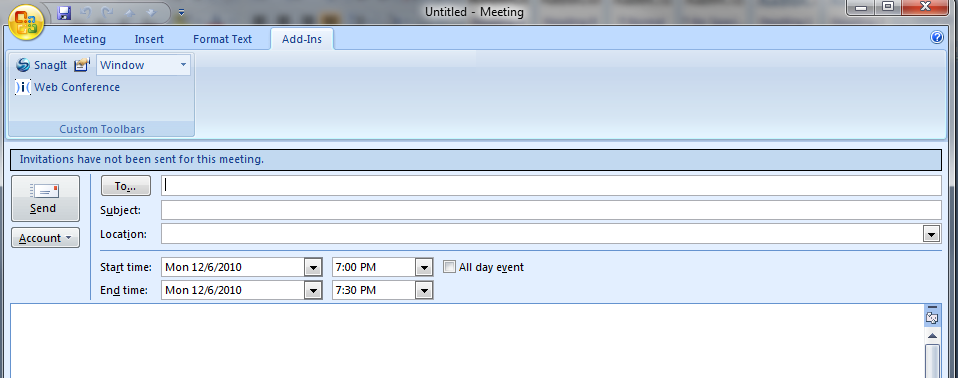 Untitled - Meeting
Meeting Insert Format Text Add-Ins
SnagIt Window
)i( Web Conference
Custom Toolbars
Invitations have not been sent for this meeting.
To...
Send
Subject:
Account
Location:
Start time: Mon 12/6/2010 7:00 PM All day event
End time: Mon 12/6/2010 7:30 PM